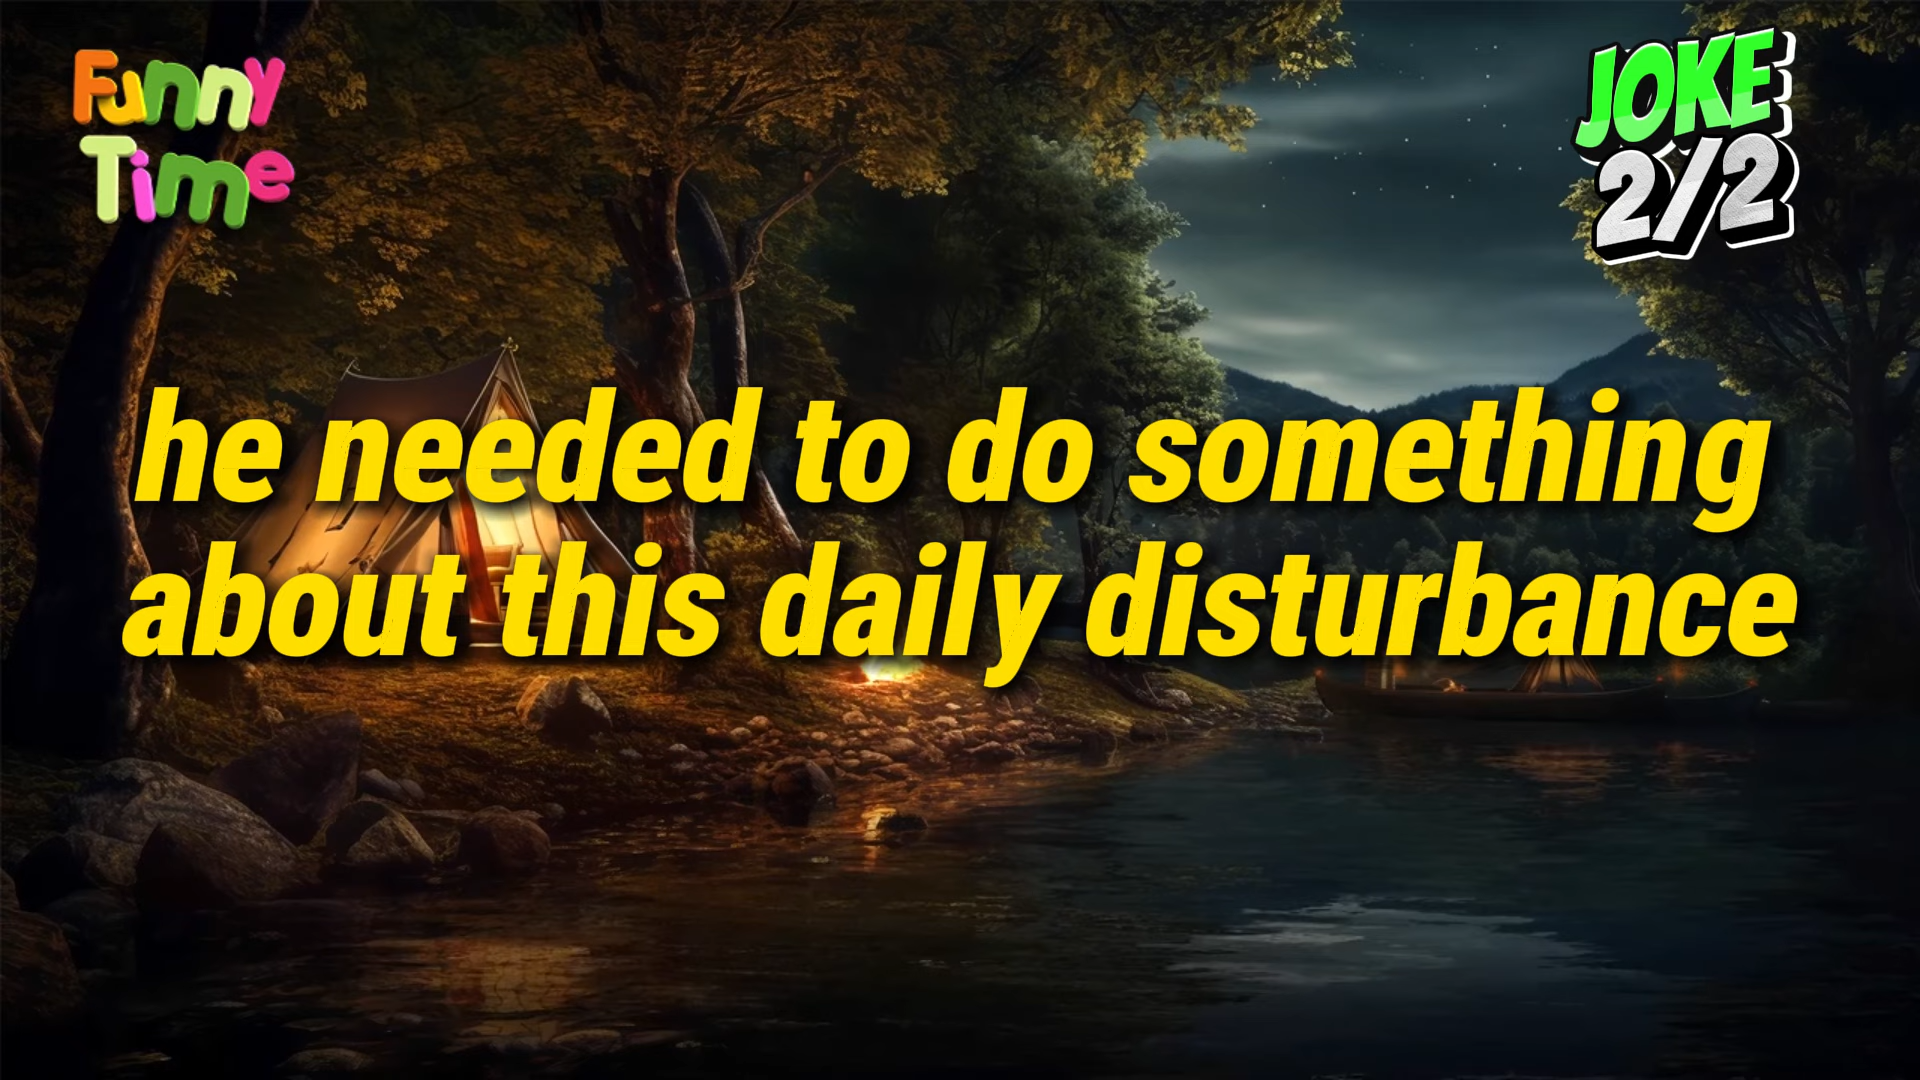 Funny
Time
JOKE
2/2
he needed to do something
about this daily disturbance